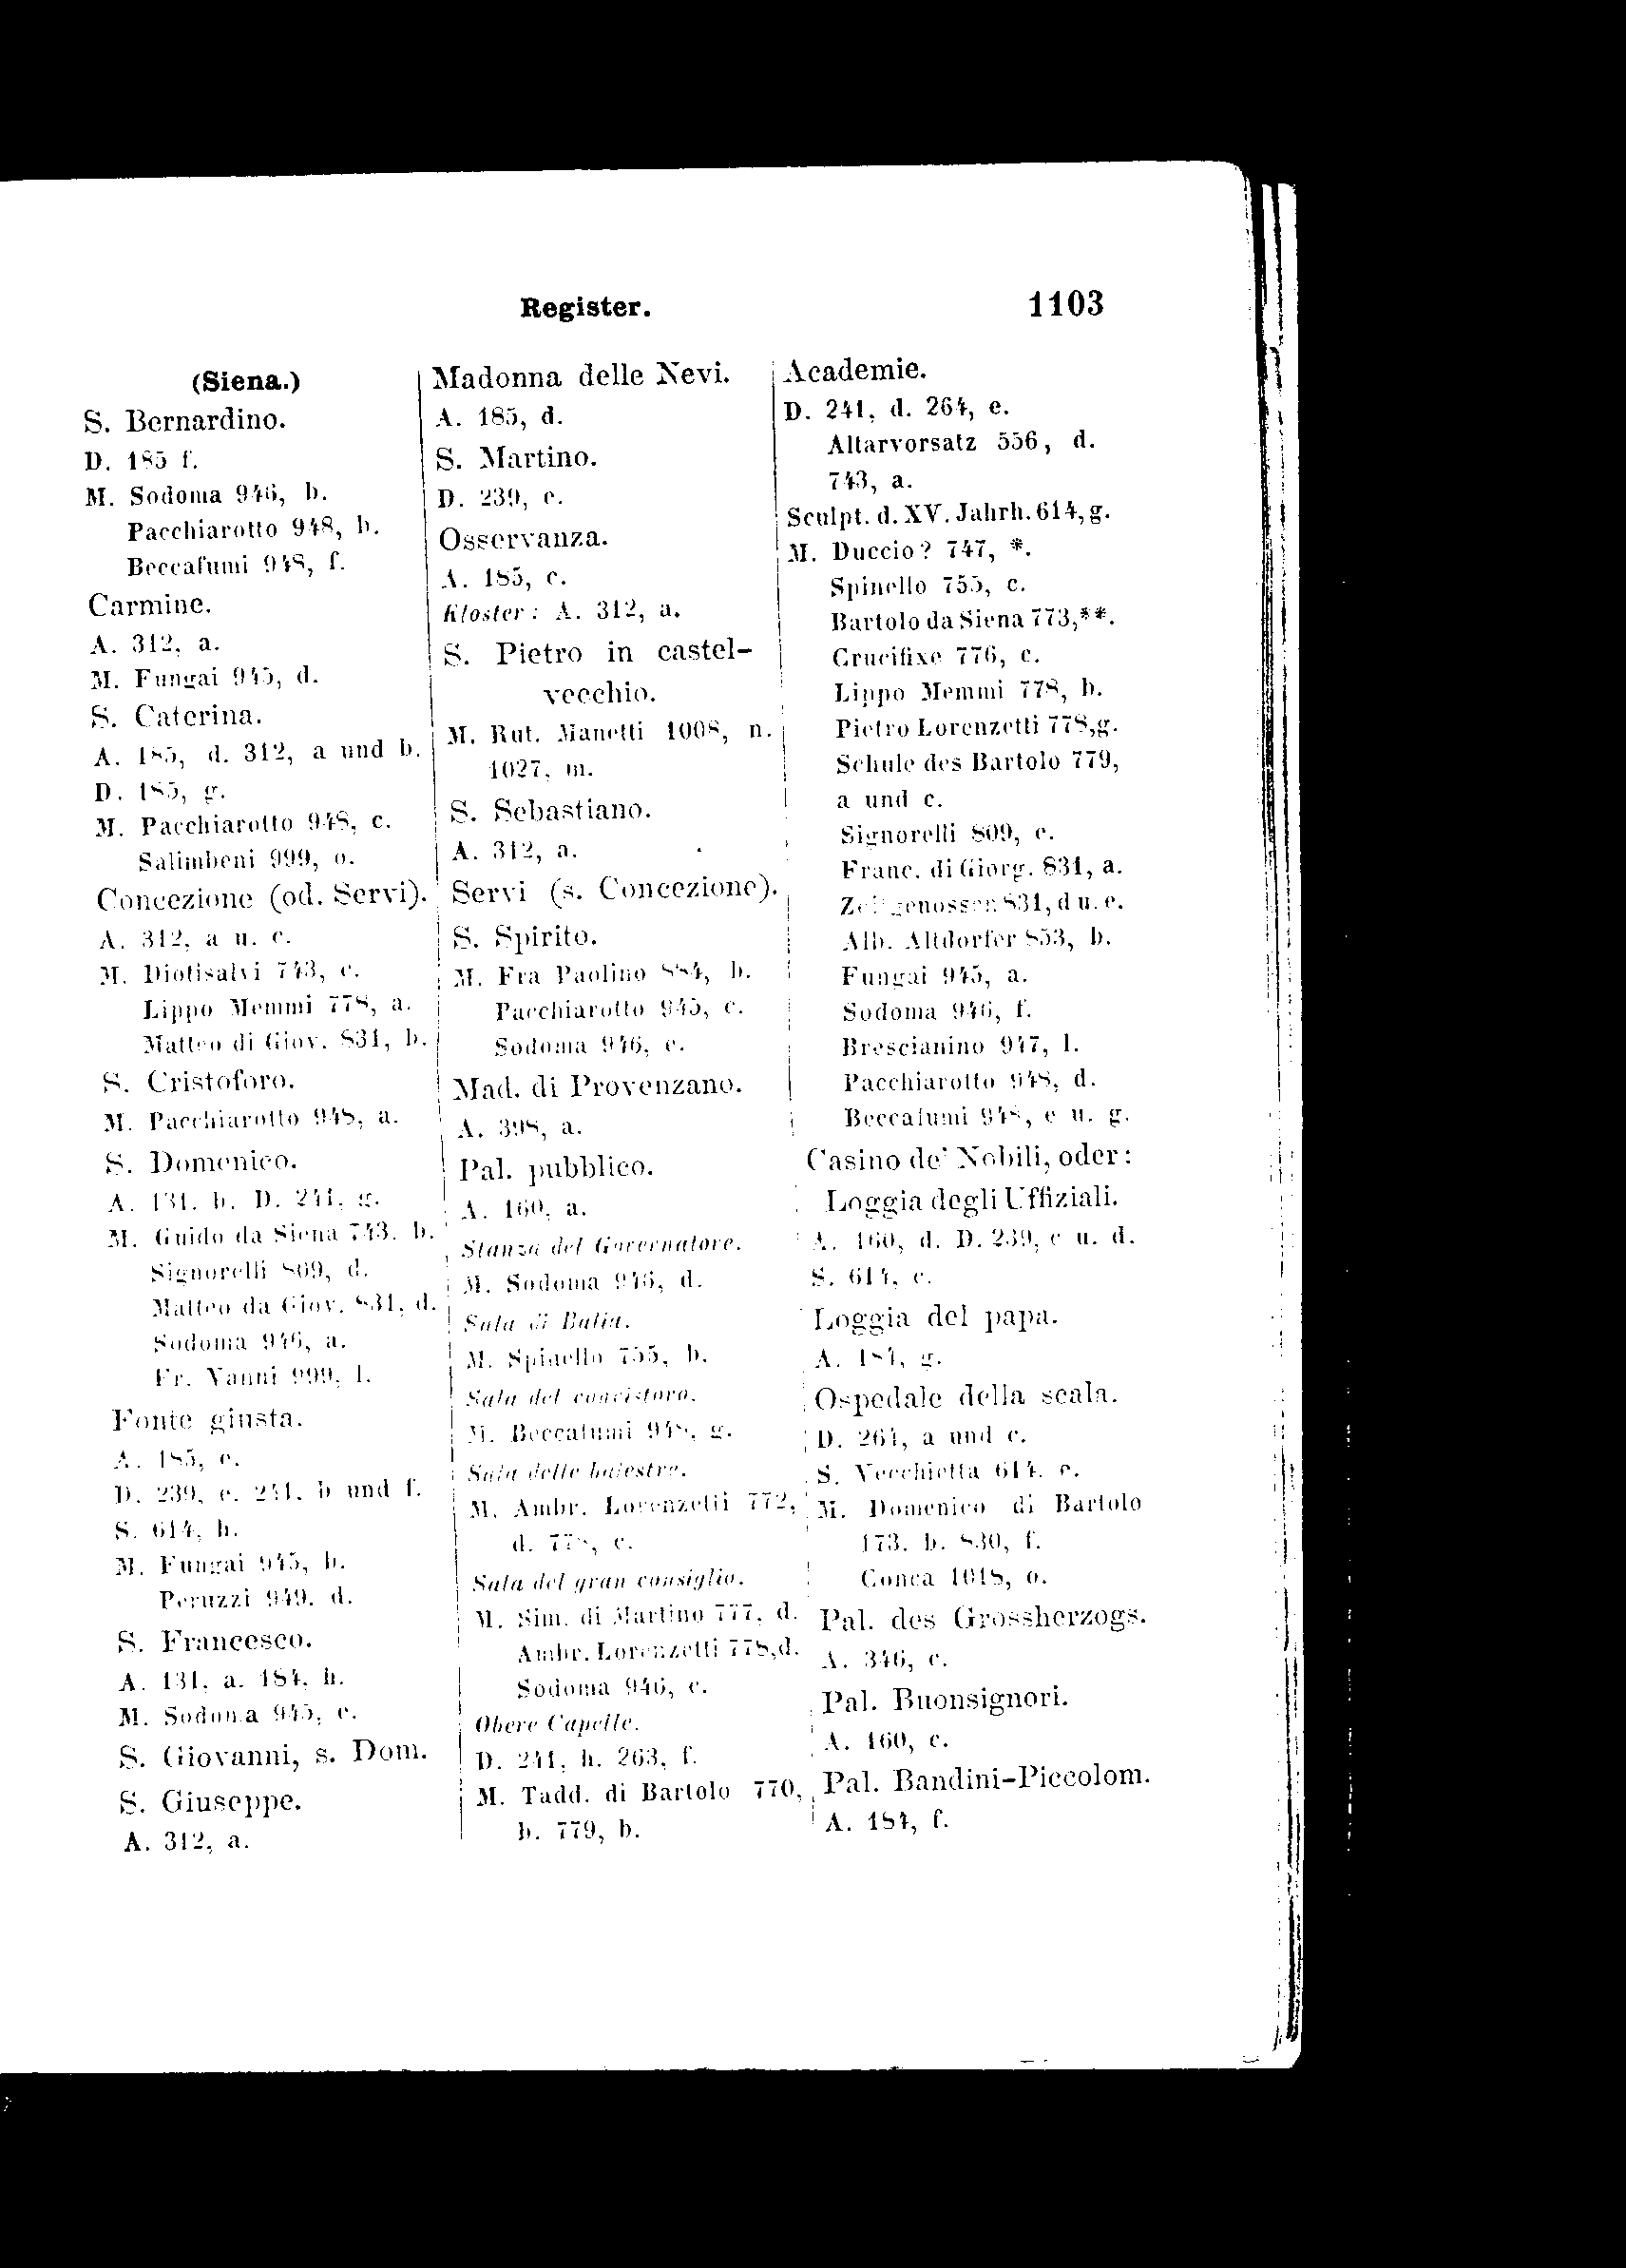 Register.
1103
(Siena.)
S. Bernardino.
D. 185 f.
M. Sodoma 946, b.
Pacchiarotto 948, b.
Beccafumi 948, f.
Carmine.
A. 312, a.
M. Fungai 945, d.
S. Caterina.
A. 185, d. 312, a und b.
D. 185, g.
M. Pacchiarotto 948, c.
Salimbeni 999, o.
Concezione (od. Servi).
A. 312, a u. c.
M. Diotisalvi 743, c.
Lippo Memmi 778, a.
Matteo di Giov. 831, b.
S. Cristoforo.
M. Pacchiarotto 948, a.
S. Domenico.
A. 131. b. D. 241, g.
M. Guido da Siena 743. b.
Signorelli 809, d.
Matteo da Giov. 831, d.
Sodoma 946, a.
Fr. Vanni 999, l.
Fonte giusta.
A. 185, e.
D. 239, e. 241. b und f.
S. 614, h.
M. Fungai 945, b.
Peruzzi 949. d.
S. Francesco.
A. 131, a. 184, h.
M. Sodoma 945, e.
S. Giovanni, s. Dom.
S. Giuseppe.
A. 312, a.
Madonna delle Nevi.
A. 185, d.
S. Martino.
D. 239, e.
Osservanza.
A. 185, c.
Kloster: A. 312, a.
S. Pietro in castel-
vecchio.
M. Rut. Manetti 1008, n.
1027, m.
S. Sebastiano.
A. 312, a.
Servi (s. Concezione).
S. Spirito.
M. Fra Paolino 884, b.
Pacchiarotto 945, c.
Sodoma 946, e.
Mad. di Provenzano.
A. 398, a.
Pal. pubblico.
A. 160, a.
Stanza del Governatore.
M. Sodoma 946, d.
Sala di Balia.
M. Spinello 755, b.
Sala del concistoro.
M. Beccafumi 948, g.
Sala delle balestre.
M. Ambr. Lorenzetti 772,
d. 778, c.
Sala del gran consiglio.
M. Sim. di Martino 777, d.
Ambr. Lorenzetti 778,d.
Sodoma 946, c.
Obere Capelle.
D. 241, h. 263, f.
M. Tadd. di Bartolo 770,
b. 779, b.
Academie.
D. 241, d. 264, e.
Altarvorsatz 556, d.
743, a.
Sculpt. d. XV. Jahrh. 614, g.
M. Duccio? 747, *.
Spinello 755, c.
Bartolo da Siena 773,**.
Crucifixe 776, c.
Lippo Memmi 778, b.
Pietro Lorenzetti 778,g.
Schule des Bartolo 779,
a und c.
Signorelli 809, e.
Franc. di Giorg. 831, a.
Zeitgenossen 831, d u. e.
Alb. Altdorfer 853, b.
Fungai 945, a.
Sodoma 946, f.
Brescianino 947, l.
Pacchiarotto 948, d.
Beccafumi 948, e u. g.
Casino de' Nobili, oder:
Loggia degli Uffiziali.
A. 160, d. D. 239, c u. d.
S. 614, c.
Loggia del papa.
A. 184, g.
Ospedale della scala.
D. 264, a und c.
S. Vecchietta 614. e.
M. Domenico di Bartolo
173. b. 830, f.
Conca 1018, o.
Pal. des Grossherzogs.
A. 346, c.
Pal. Buonsignori.
A. 160, c.
Pal. Bandini-Piccolom.
A. 184, f.